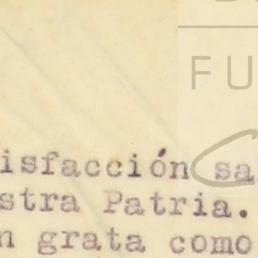 FU
isfacción sa
stra Patria.
n grata como